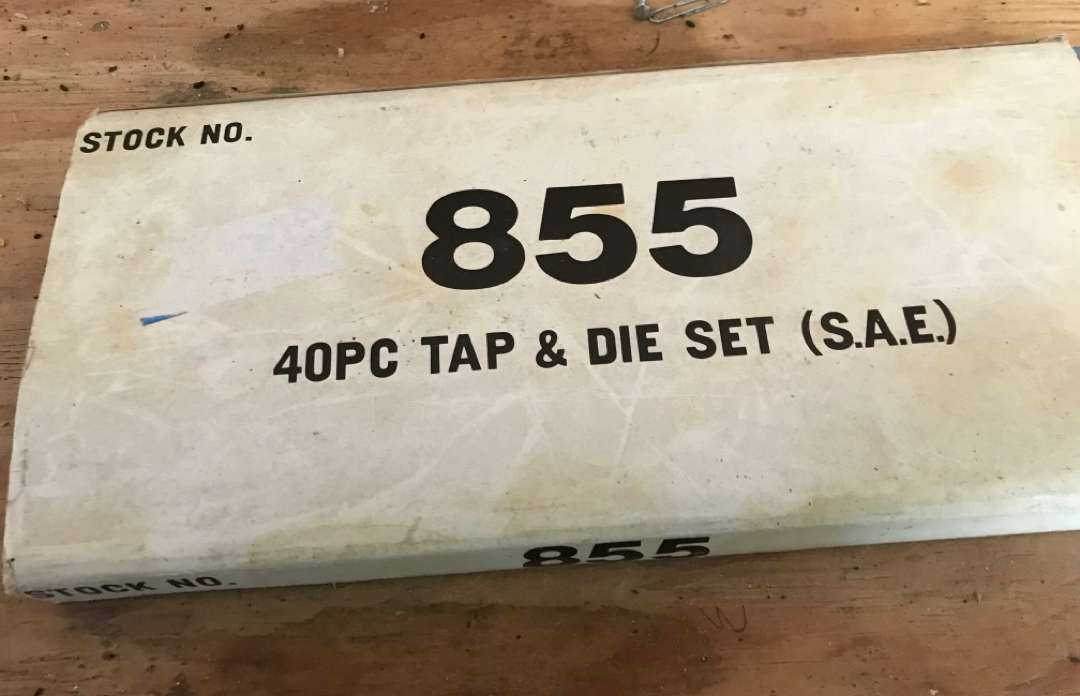 STOCK NO.
855
40PC TAP & DIE SET (S.A.E.)
855
STOCK NO.